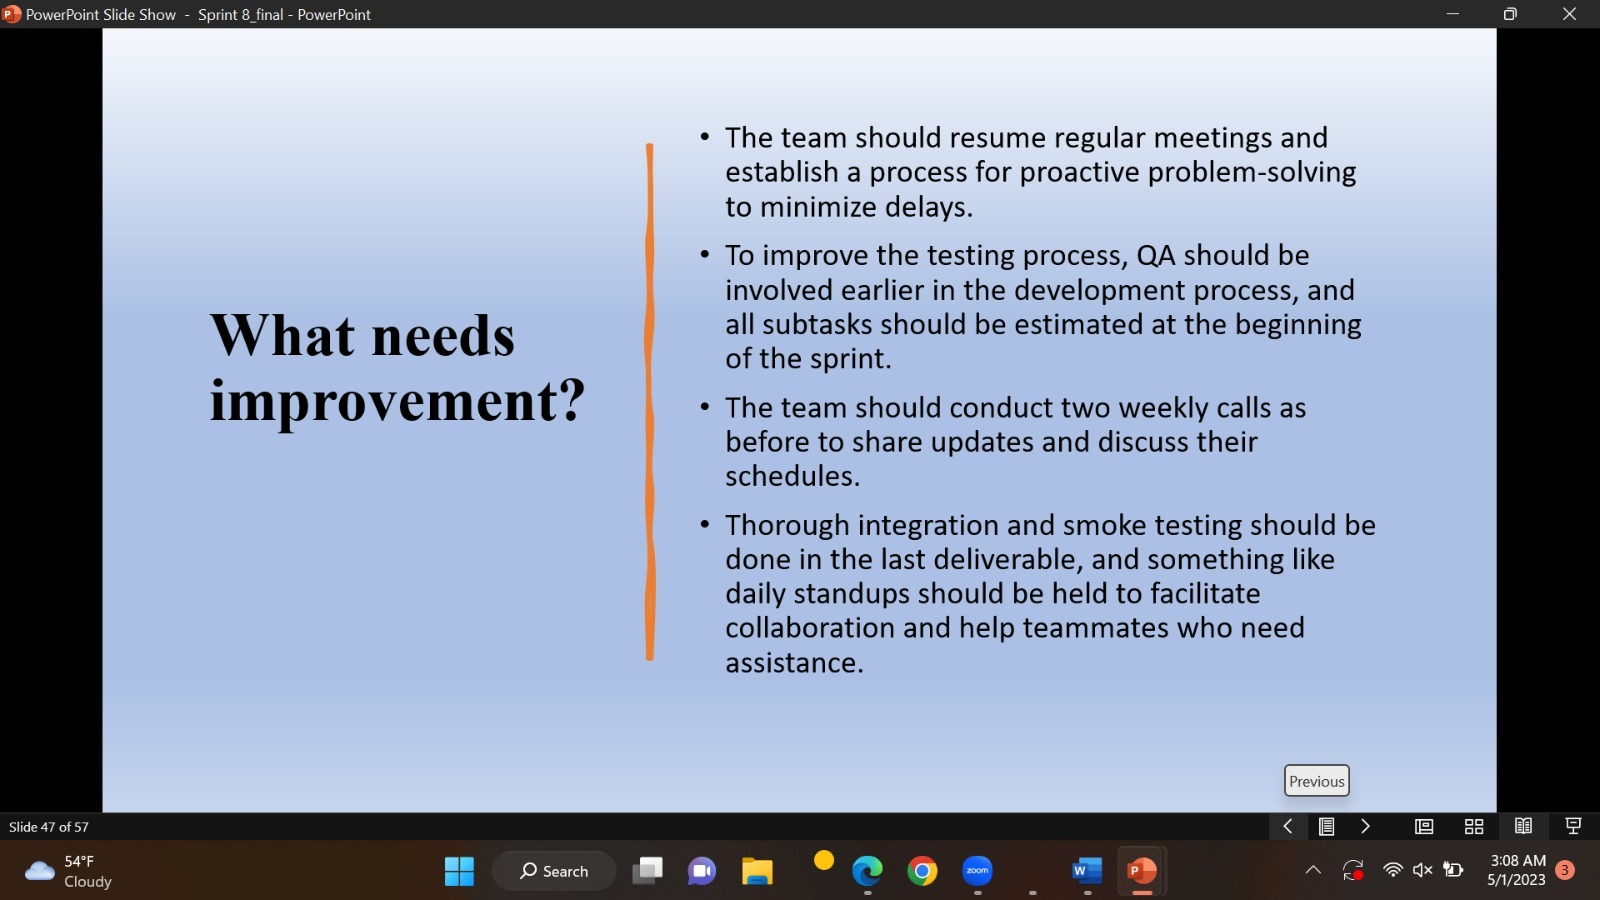 PowerPoint Slide Show - Sprint 8_final - PowerPoint
• The team should resume regular meetings and
establish a process for proactive problem-solving
to minimize delays.
• To improve the testing process, QA should be
involved earlier in the development process, and
all subtasks should be estimated at the beginning
of the sprint.
What needs
improvement?
• The team should conduct two weekly calls as
before to share updates and discuss their
schedules.
• Thorough integration and smoke testing should be
done in the last deliverable, and something like
daily standups should be held to facilitate
collaboration and help teammates who need
assistance.
Previous
Slide 47 of 57
54°F
Cloudy
Search
zoom
W
P
3:08 AM
5/1/2023
3